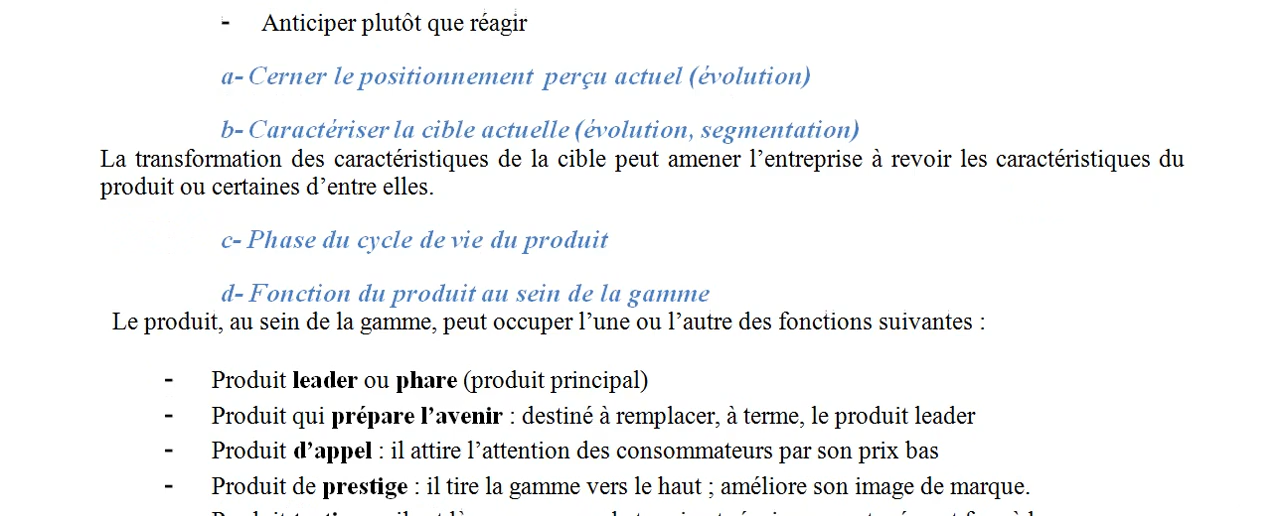 - Anticiper plutôt que réagir
a- Cerner le positionnement perçu actuel (évolution)
b- Caractériser la cible actuelle (évolution, segmentation)
La transformation des caractéristiques de la cible peut amener l’entreprise à revoir les caractéristiques du
produit ou certaines d’entre elles.
c- Phase du cycle de vie du produit
d- Fonction du produit au sein de la gamme
Le produit, au sein de la gamme, peut occuper l’une ou l’autre des fonctions suivantes :
- Produit leader ou phare (produit principal)
- Produit qui prépare l’avenir : destiné à remplacer, à terme, le produit leader
- Produit d’appel : il attire l’attention des consommateurs par son prix bas
- Produit de prestige : il tire la gamme vers le haut ; améliore son image de marque.